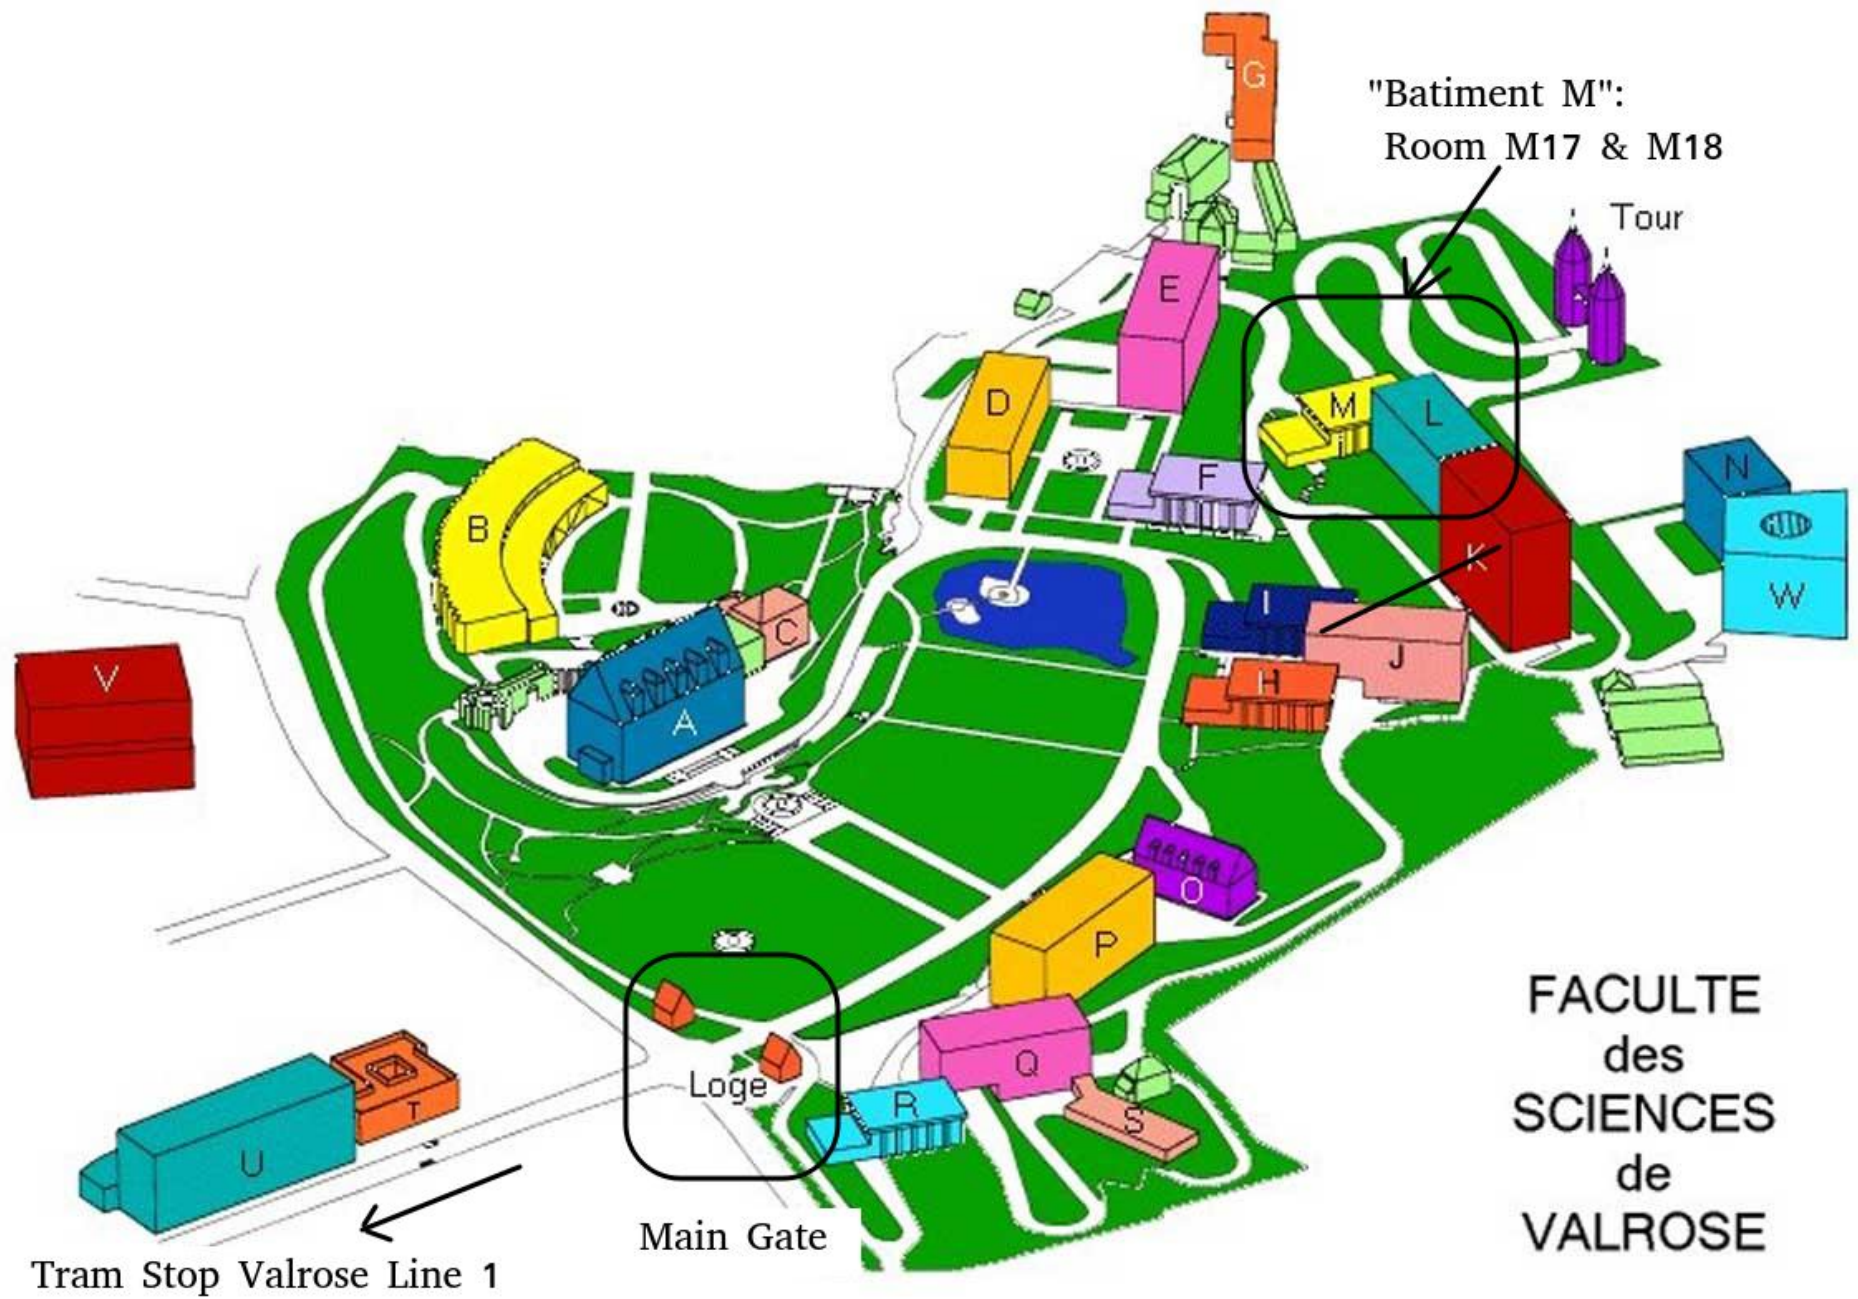 G
"Batiment M":
Room M17 & M18
Tour
E
D
M
L
F
B
N
K
W
I
C
J
V
H
A
O
P
Q
Loge
R
S
T
U
Main Gate
Tram Stop Valrose Line 1
FACULTE
des
SCIENCES
de
VALROSE